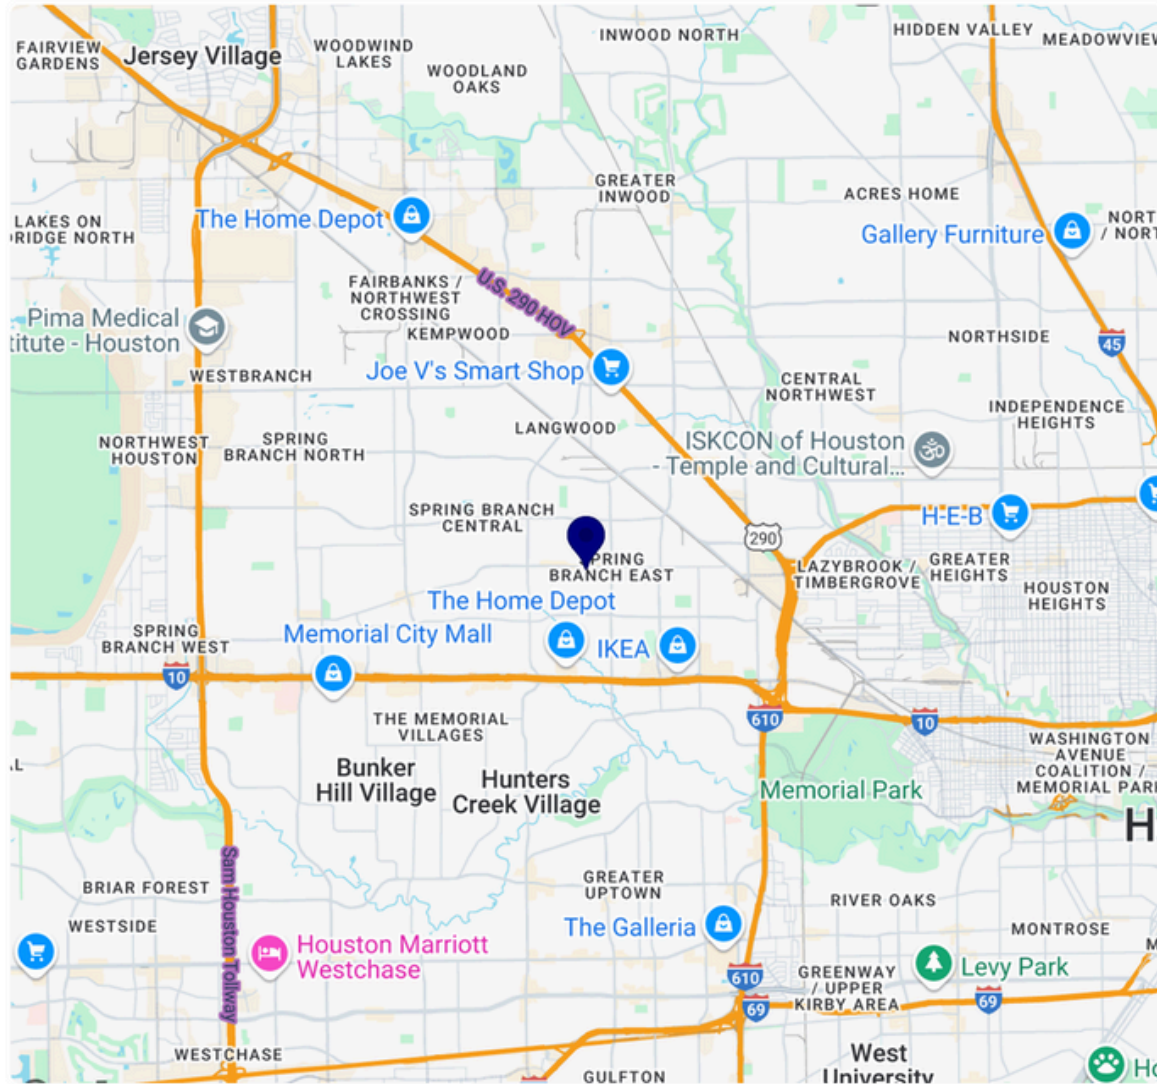 INWOOD NORTH
HIDDEN VALLEY
MEADOWVIEW
FAIRVIEW
GARDENS
Jersey Village
WOODWIND
LAKES
WOODLAND
OAKS
GREATER
INWOOD
ACRES HOME
LAKES ON
RIDGE NORTH
The Home Depot
Gallery Furniture
NORT
/ NORT
U.S. 290 HOV
FAIRBANKS /
NORTHWEST
CROSSING
KEMPWOOD
Pima Medical
titute - Houston
NORTHSIDE
45
Joe V's Smart Shop
WESTBRANCH
CENTRAL
NORTHWEST
INDEPENDENCE
HEIGHTS
LANGWOOD
NORTHWEST
HOUSTON
SPRING
BRANCH NORTH
ISKCON of Houston
- Temple and Cultural...
SPRING BRANCH
CENTRAL
H-E-B
290
SPRING
BRANCH EAST
LAZYBROOK /
TIMBERGROVE
GREATER
HEIGHTS
HOUSTON
HEIGHTS
The Home Depot
SPRING
BRANCH WEST
Memorial City Mall
IKEA
10
610
10
THE MEMORIAL
VILLAGES
WASHINGTON
AVENUE
COALITION /
MEMORIAL PARK
Bunker
Hill Village
Hunters
Creek Village
Memorial Park
H
Sam Houston Tollway
BRIAR FOREST
GREATER
UPTOWN
RIVER OAKS
WESTSIDE
The Galleria
MONTROSE
M
Houston Marriott
Westchase
610
GREENWAY
/ UPPER
KIRBY AREA
Levy Park
69
69
WESTCHASE
West
University
GULFTON
Ho